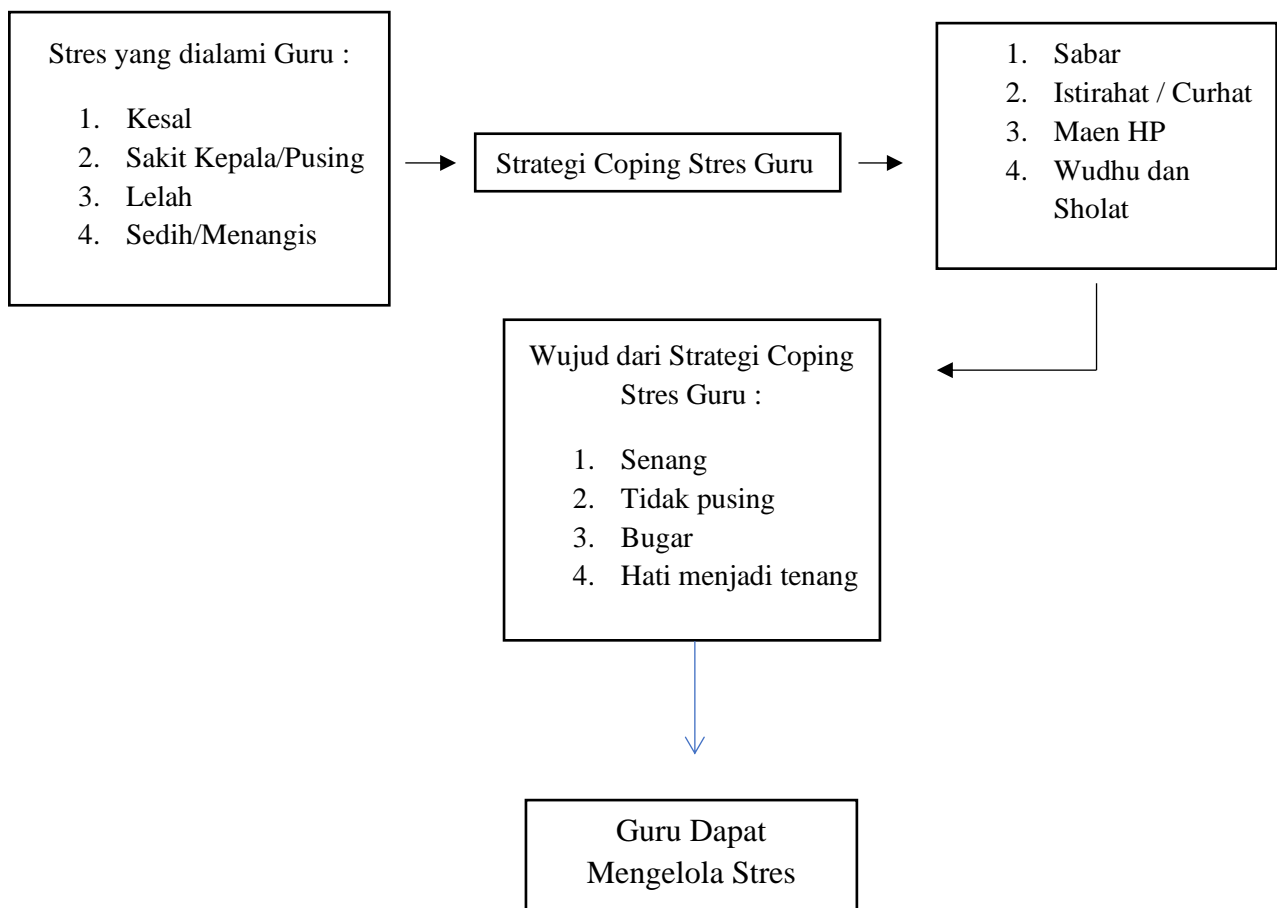 Stres yang dialami Guru :
1. Kesal
2. Sakit Kepala/Pusing
3. Lelah
4. Sedih/Menangis
Strategi Coping Stres Guru
1. Sabar
2. Istirahat / Curhat
3. Maen HP
4. Wudhu dan
Sholat
Wujud dari Strategi Coping
Stres Guru :
1. Senang
2. Tidak pusing
3. Bugar
4. Hati menjadi tenang
Guru Dapat
Mengelola Stres